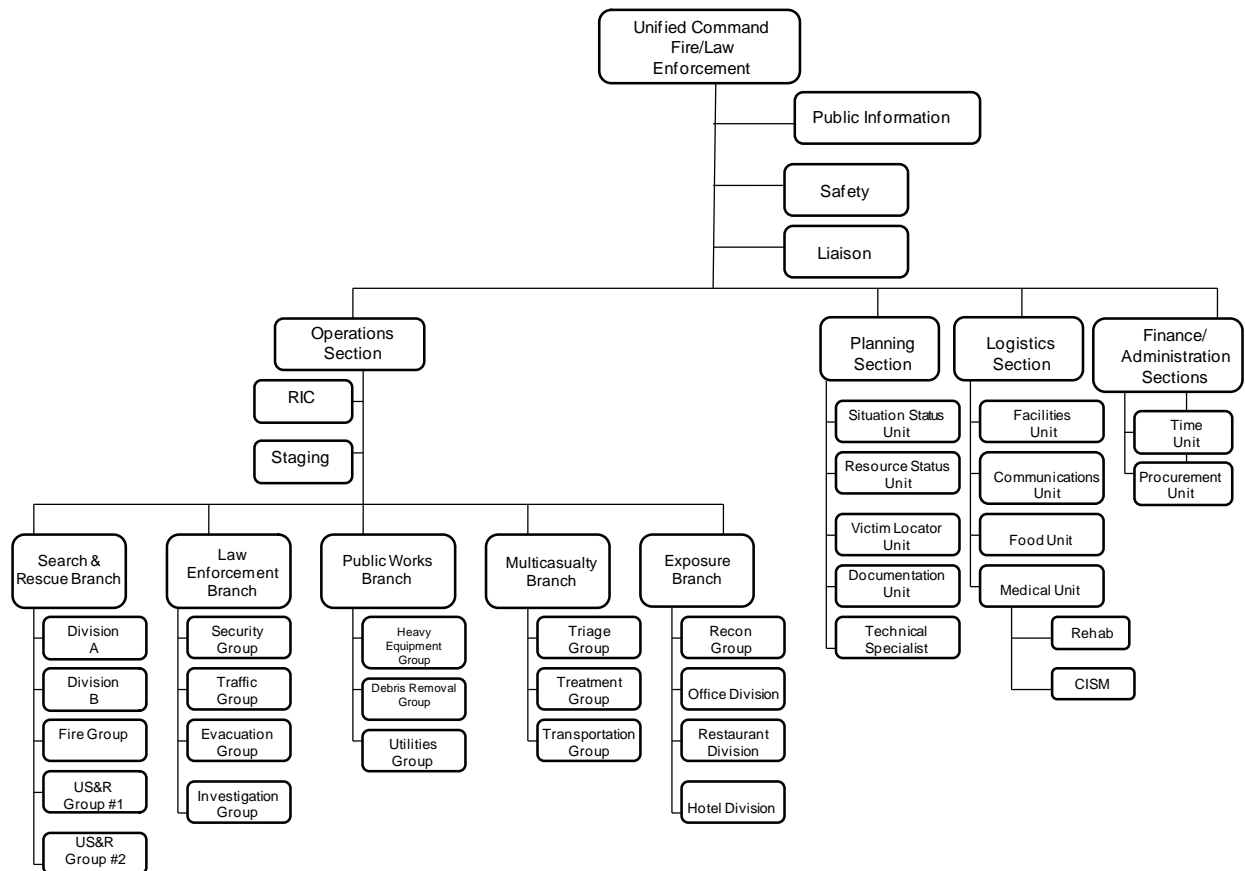 Unified Command
Fire/Law
Enforcement
Public Information
Safety
Liaison
Operations
Section
RIC
Staging
Planning
Section
Logistics
Section
Finance/
Administration
Sections
Situation Status
Unit
Resource Status
Unit
Victim Locator
Unit
Documentation
Unit
Technical
Specialist
Facilities
Unit
Communications
Unit
Food Unit
Medical Unit
Rehab
CISM
Time
Unit
Procurement
Unit
Search &
Rescue Branch
Division
A
Division
B
Fire Group
US&R
Group #1
US&R
Group #2
Law
Enforcement
Branch
Security
Group
Traffic
Group
Evacuation
Group
Investigation
Group
Public Works
Branch
Heavy
Equipment
Group
Debris Removal
Group
Utilities
Group
Multicasualty
Branch
Triage
Group
Treatment
Group
Transportation
Group
Exposure
Branch
Recon
Group
Office Division
Restaurant
Division
Hotel Division